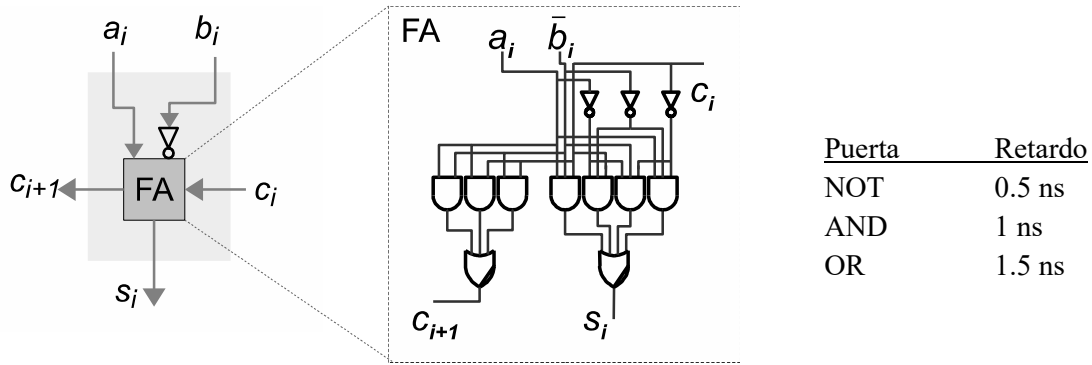 a_i b_i
FA
c_{i+1} c_i
s_i
FA
a_i b̄_i
c_i
c_{i+1} s_i
Puerta Retardo
NOT 0.5 ns
AND 1 ns
OR 1.5 ns